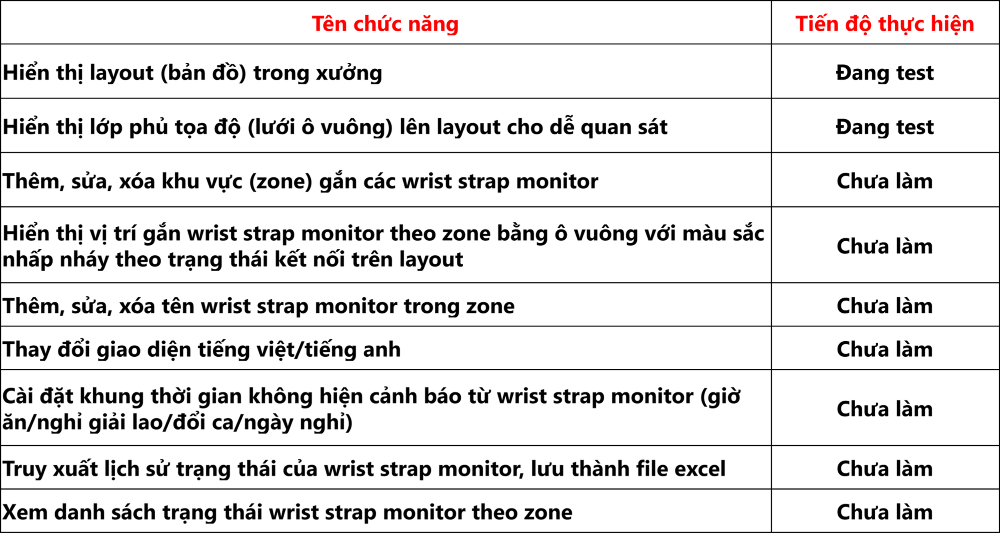 Tên chức năng
Tiến độ thực hiện
Hiển thị layout (bản đồ) trong xưởng
Đang test
Hiển thị lớp phủ tọa độ (lưới ô vuông) lên layout cho dễ quan sát
Đang test
Thêm, sửa, xóa khu vực (zone) gắn các wrist strap monitor
Chưa làm
Hiển thị vị trí gắn wrist strap monitor theo zone bằng ô vuông với màu sắc
nhấp nháy theo trạng thái kết nối trên layout
Chưa làm
Thêm, sửa, xóa tên wrist strap monitor trong zone
Chưa làm
Thay đổi giao diện tiếng việt/tiếng anh
Chưa làm
Cài đặt khung thời gian không hiện cảnh báo từ wrist strap monitor (giờ
ăn/nghỉ giải lao/đổi ca/ngày nghỉ)
Chưa làm
Truy xuất lịch sử trạng thái của wrist strap monitor, lưu thành file excel
Chưa làm
Xem danh sách trạng thái wrist strap monitor theo zone
Chưa làm